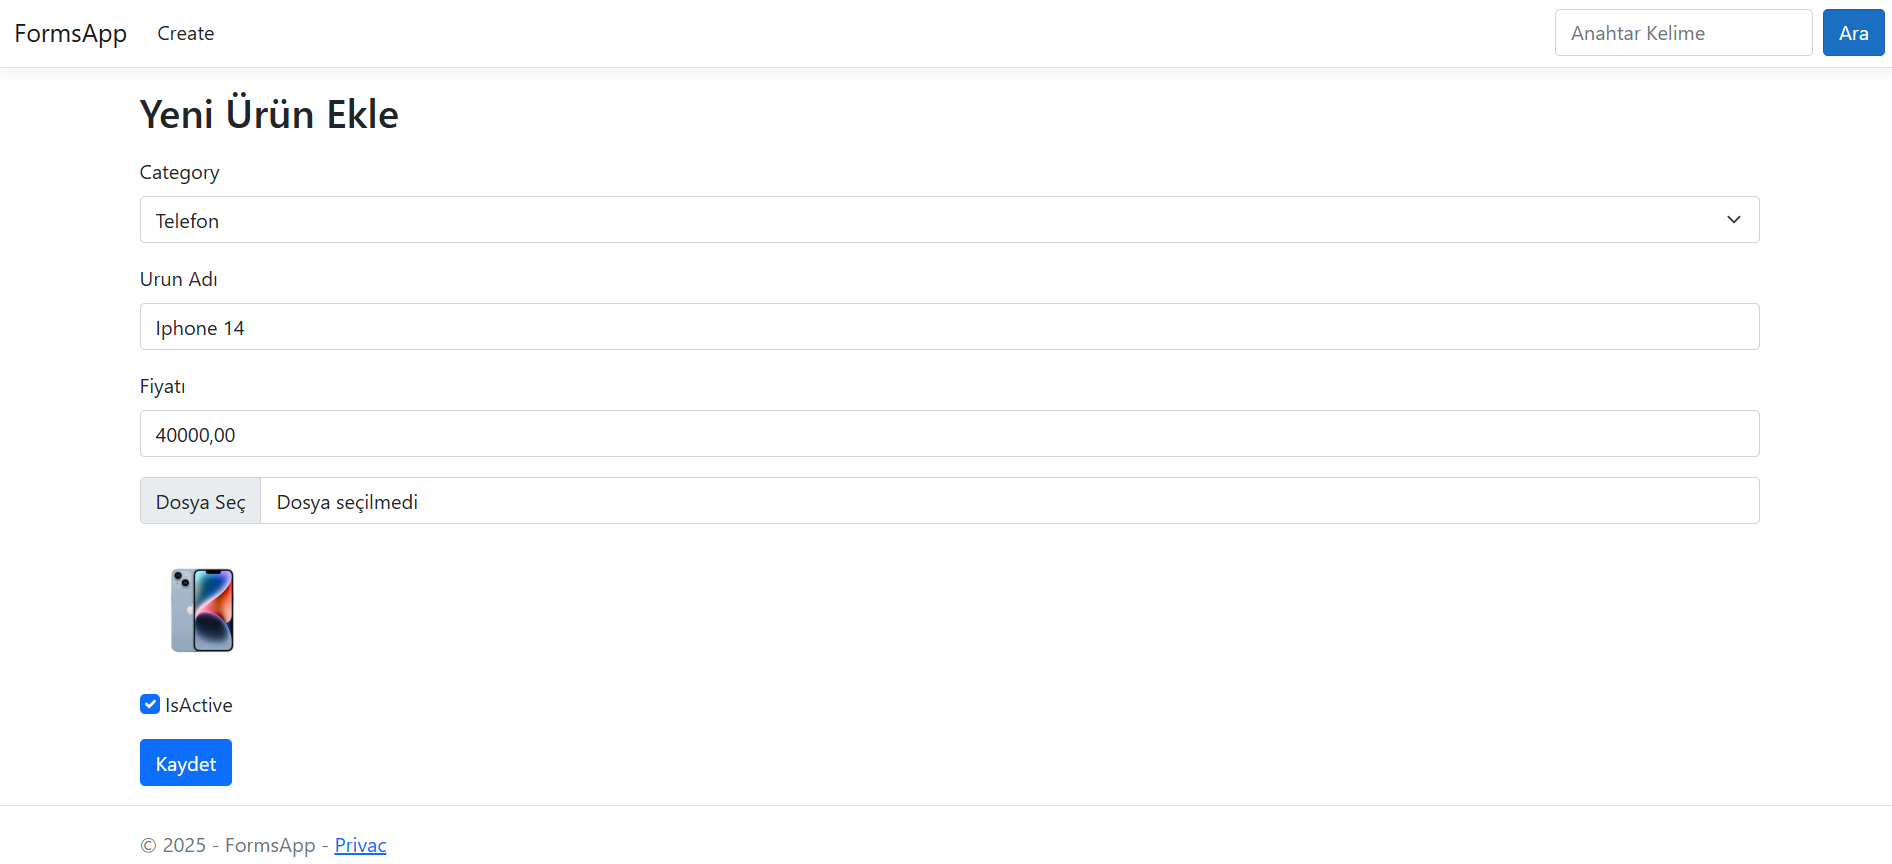 FormsApp Create Anahtar Kelime Ara
Yeni Ürün Ekle
Category
Telefon
Urun Adı
Iphone 14
Fiyatı
40000,00
Dosya Seç Dosya seçilmedi
IsActive
Kaydet
© 2025 - FormsApp - Privac